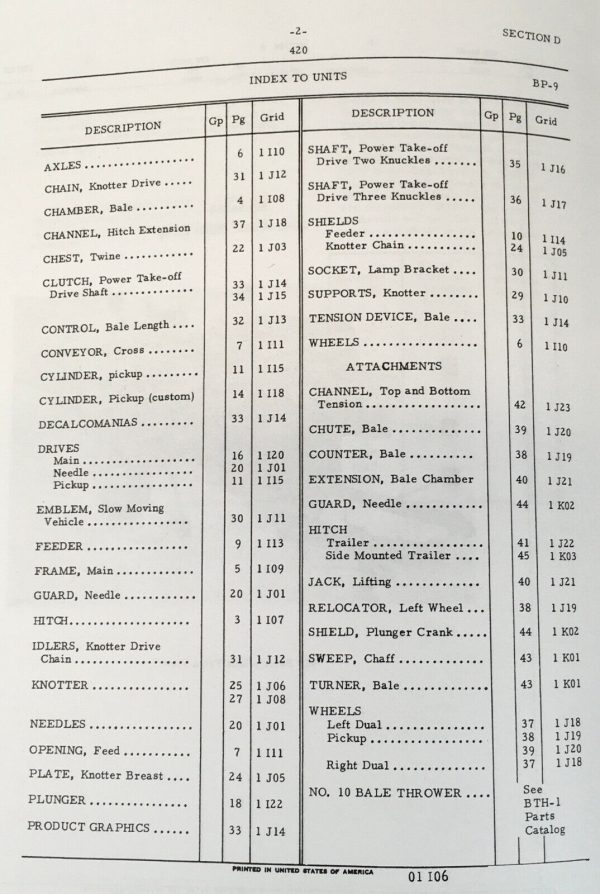 -2-
420
SECTION D
INDEX TO UNITS
BP-9
DESCRIPTION Gp Pg Grid
AXLES................... 6 1 I10
CHAIN, Knotter Drive ..... 31 1 J12
CHAMBER, Bale .......... 4 1 I08
CHANNEL, Hitch Extension 37 1 J18
CHEST, Twine ............ 22 1 J03
CLUTCH, Power Take-off
Drive Shaft .............. 33 1 J14
34 1 J15
CONTROL, Bale Length .... 32 1 J13
CONVEYOR, Cross ........ 7 1 I11
CYLINDER, pickup ......... 11 1 I15
CYLINDER, Pickup (custom) 14 1 I18
DECALCOMANIAS ......... 33 1 J14
DRIVES
Main .................. 16 1 I20
Needle ................ 20 1 J01
Pickup ................ 11 1 I15
EMBLEM, Slow Moving
Vehicle ................. 30 1 J11
FEEDER ................. 9 1 I13
FRAME, Main ............. 5 1 I09
GUARD, Needle ............ 20 1 J01
HITCH..................... 3 1 I07
IDLERS, Knotter Drive
Chain ................... 31 1 J12
KNOTTER ................ 25 1 J06
27 1 J08
NEEDLES ................. 20 1 J01
OPENING, Feed ........... 7 1 I11
PLATE, Knotter Breast .... 24 1 J05
PLUNGER ................ 18 1 I22
PRODUCT GRAPHICS ...... 33 1 J14
DESCRIPTION Gp Pg Grid
SHAFT, Power Take-off
Drive Two Knuckles ....... 35 1 J16
SHAFT, Power Take-off
Drive Three Knuckles ..... 36 1 J17
SHIELDS
Feeder .................. 10 1 I14
Knotter Chain ............ 24 1 J05
SOCKET, Lamp Bracket .... 30 1 J11
SUPPORTS, Knotter ........ 29 1 J10
TENSION DEVICE, Bale .... 33 1 J14
WHEELS ................... 6 1 I10
ATTACHMENTS
CHANNEL, Top and Bottom
Tension ................... 42 1 J23
CHUTE, Bale .............. 39 1 J20
COUNTER, Bale ........... 38 1 J19
EXTENSION, Bale Chamber 40 1 J21
GUARD, Needle ............ 44 1 K02
HITCH
Trailer ................. 41 1 J22
Side Mounted Trailer .... 45 1 K03
JACK, Lifting ............. 40 1 J21
RELOCATOR, Left Wheel ... 38 1 J19
SHIELD, Plunger Crank ..... 44 1 K02
SWEEP, Chaff ............. 43 1 K01
TURNER, Bale ............. 43 1 K01
WHEELS
Left Dual ............... 37 1 J18
Pickup .................. 38 1 J19
39 1 J20
Right Dual .............. 37 1 J18
NO. 10 BALE THROWER .... See
BTH-1
Parts
Catalog
PRINTED IN UNITED STATES OF AMERICA
01 I06